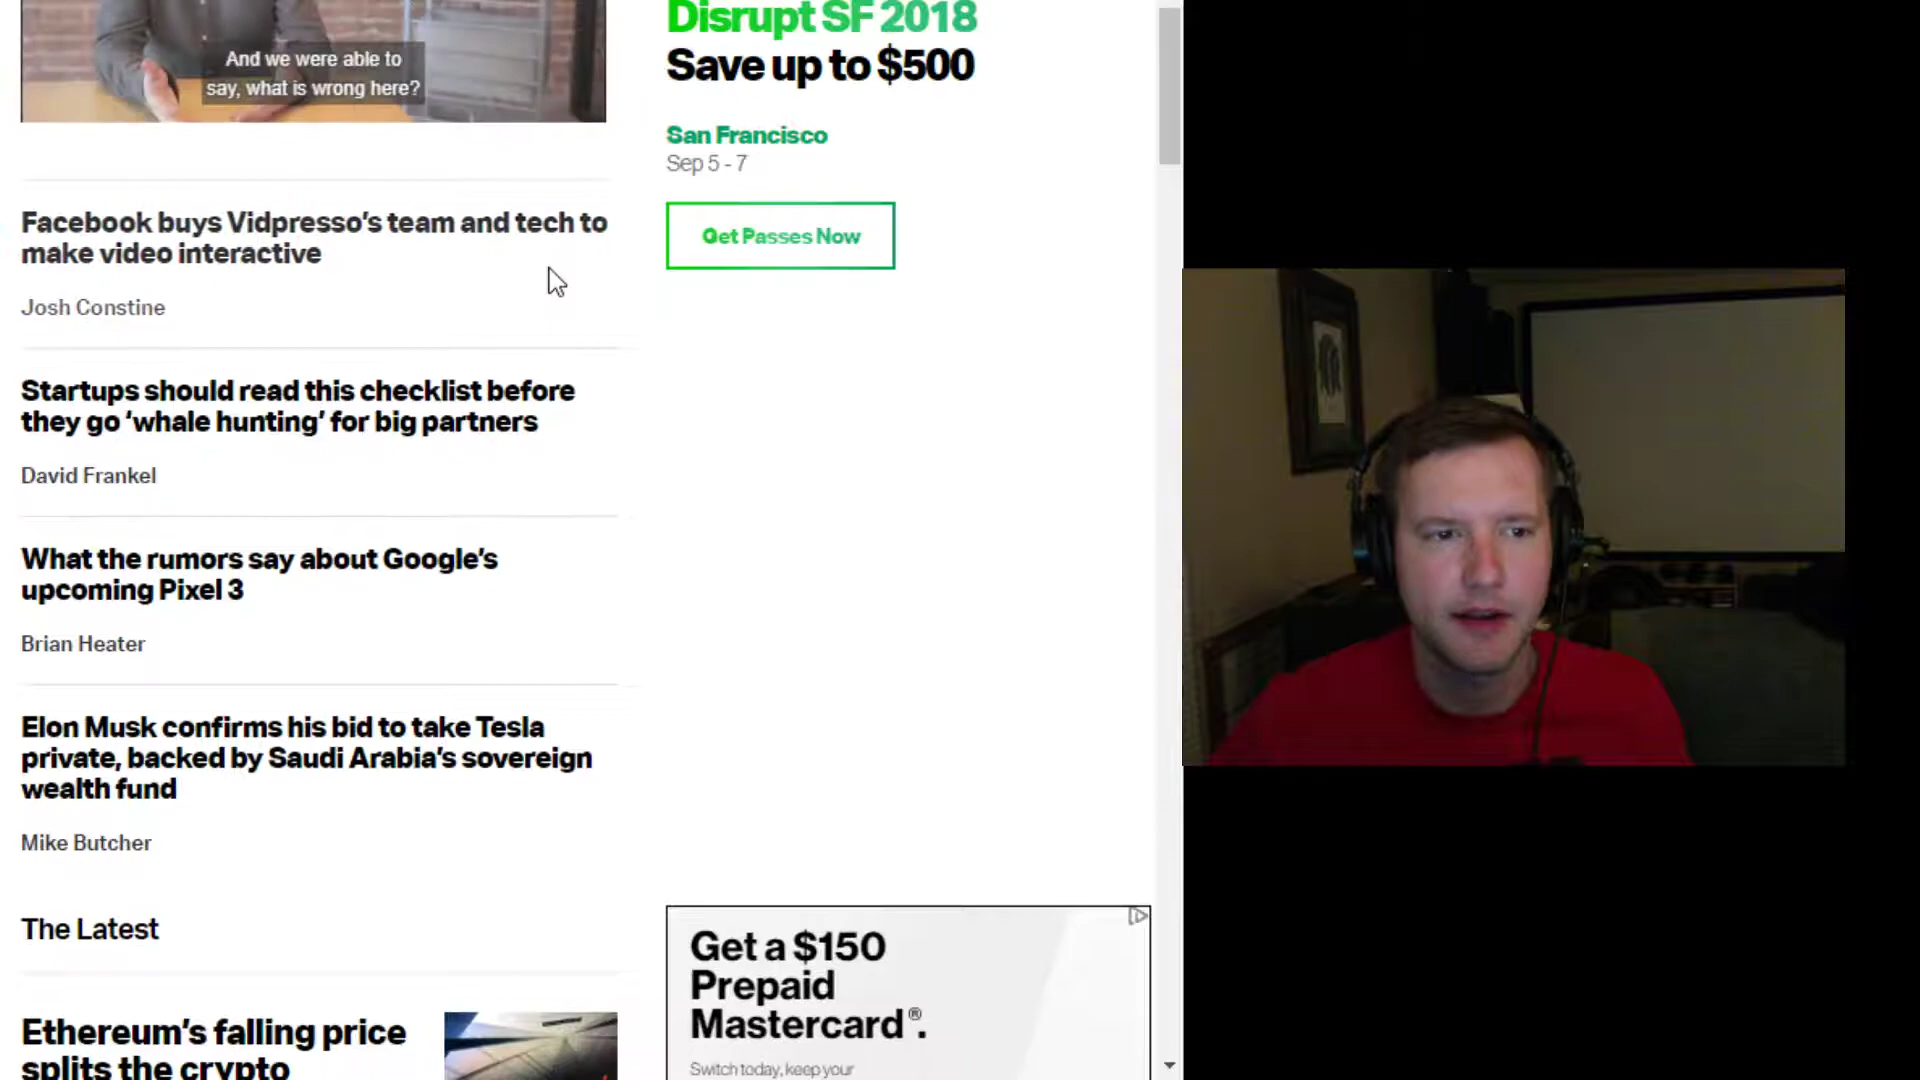 And we were able to
say, what is wrong here?
Facebook buys Vidpresso’s team and tech to
make video interactive
Josh Constine
Startups should read this checklist before
they go ‘whale hunting’ for big partners
David Frankel
What the rumors say about Google’s
upcoming Pixel 3
Brian Heater
Elon Musk confirms his bid to take Tesla
private, backed by Saudi Arabia’s sovereign
wealth fund
Mike Butcher
The Latest
Ethereum’s falling price
splits the crypto
Disrupt SF 2018
Save up to $500
San Francisco
Sep 5 - 7
Get Passes Now
Get a $150
Prepaid
Mastercard®.
Switch today, keep your